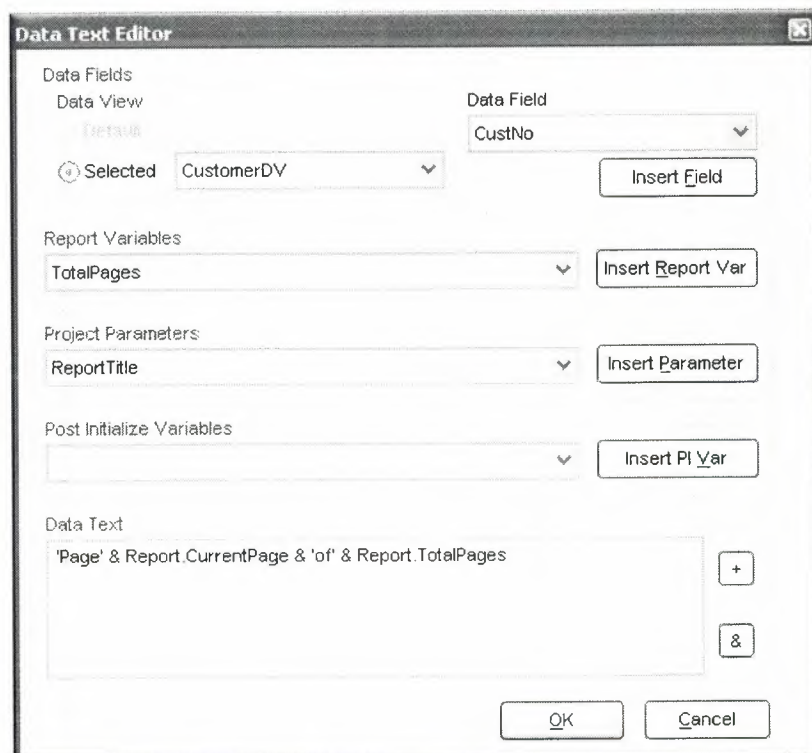 Data Text Editor
Data Fields
Data View
Data Field
Default
CustNo
Selected
CustomerDV
Insert Field
Report Variables
TotalPages
Insert Report Var
Project Parameters
ReportTitle
Insert Parameter
Post Initialize Variables
Insert PI Var
Data Text
'Page' & Report.CurrentPage & 'of' & Report.TotalPages
+
&
OK
Cancel